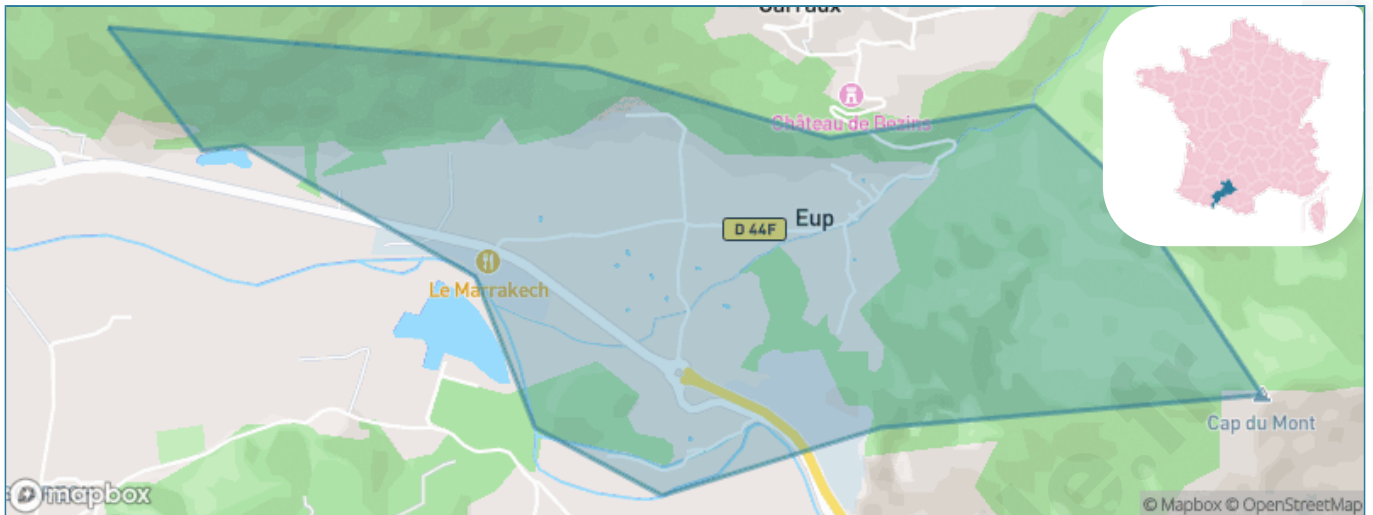 Château de Bezins
D 44F
Eup
Le Marrakech
Cap du Mont
mapbox
© Mapbox © OpenStreetMap